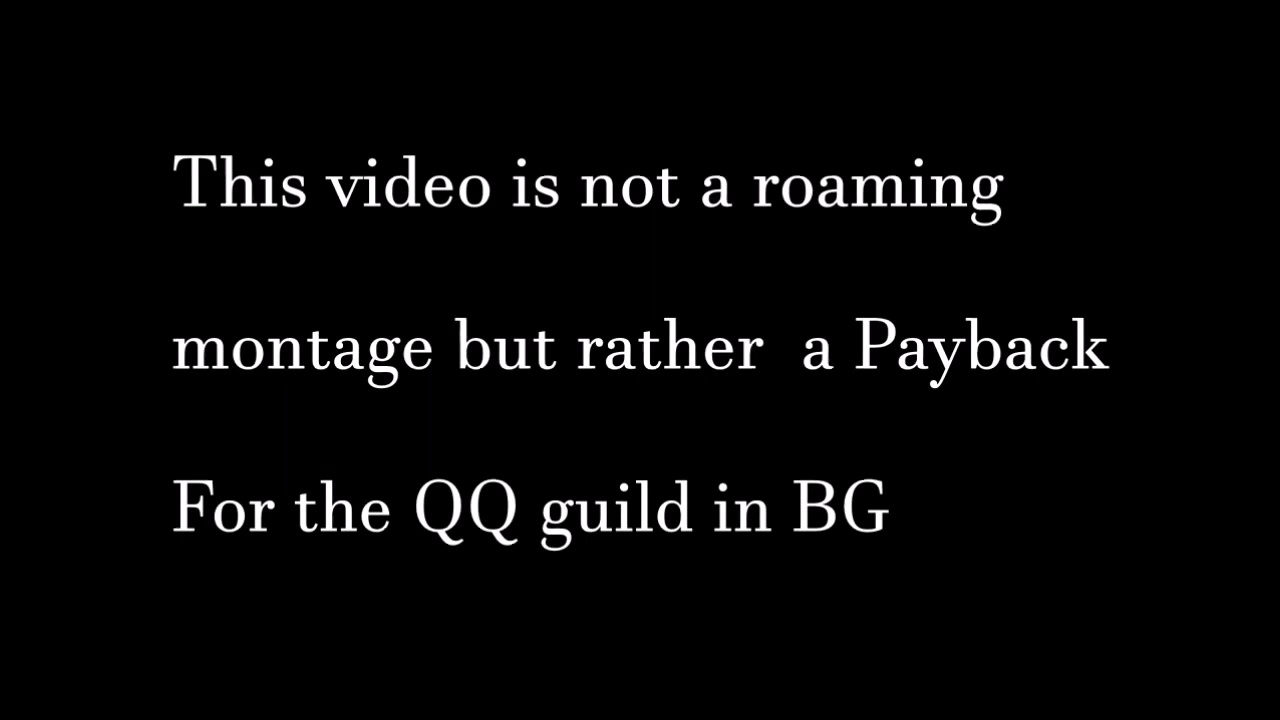 This video is not a roaming
montage but rather  a Payback
For the QQ guild in BG